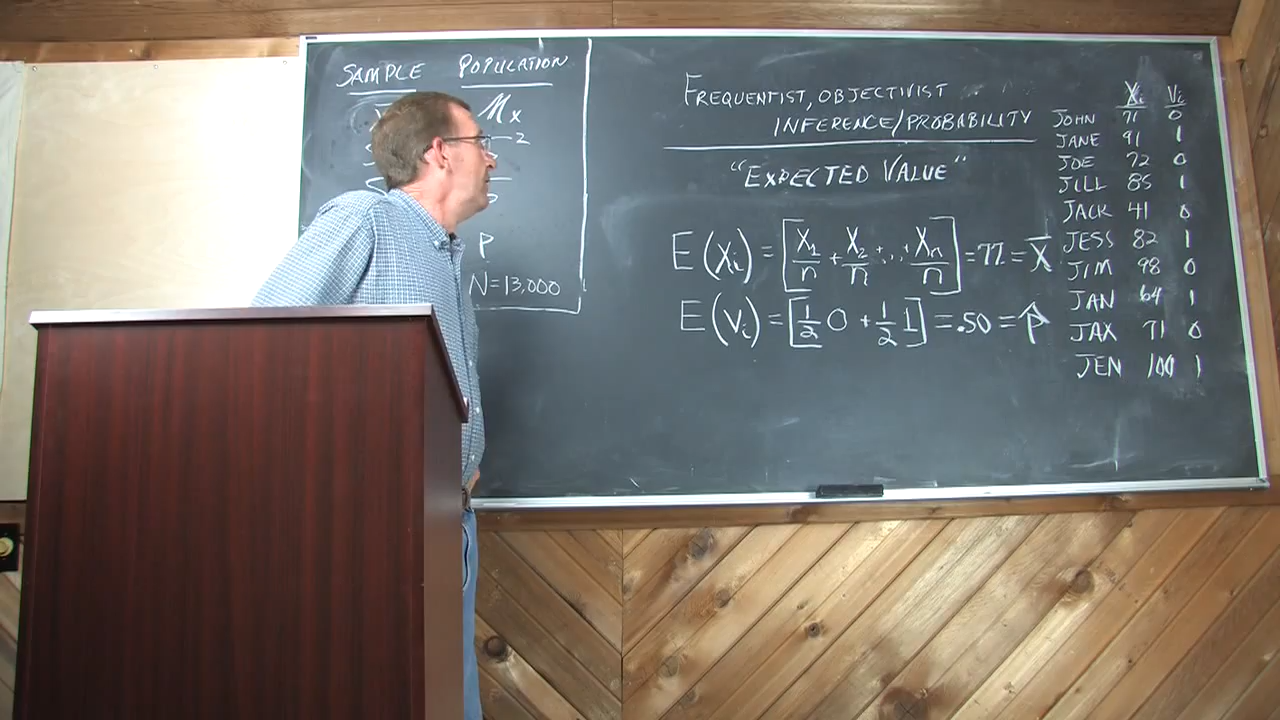 SAMPLE POPULATION
Mx
2
P
N=13,000
FREQUENTIST, OBJECTIVIST
INFERENCE/PROBABILITY
"EXPECTED VALUE"
E(Xi) = [X1/n + X2/n + ... + Xn/n] = 77. = X̄
E(Vi) = [1/2 0 + 1/2 1] = .50 = P̂
Xi Vi
JOHN 71 0
JANE 91 1
JOE 72 0
JILL 85 1
JACK 41 0
JESS 82 1
JIM 98 0
JAN 64 1
JAX 71 0
JEN 100 1